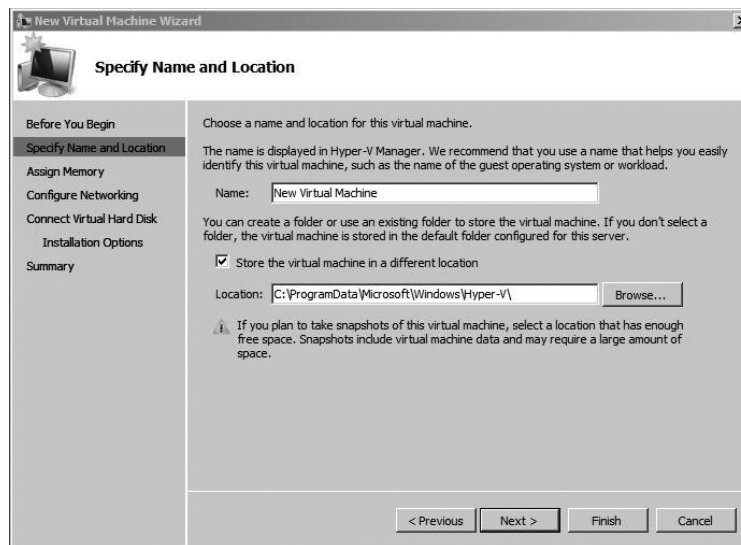 New Virtual Machine Wizard
Specify Name and Location
Before You Begin
Specify Name and Location
Assign Memory
Configure Networking
Connect Virtual Hard Disk
Installation Options
Summary
Choose a name and location for this virtual machine.
The name is displayed in Hyper-V Manager. We recommend that you use a name that helps you easily
identify this virtual machine, such as the name of the guest operating system or workload.
Name: New Virtual Machine
You can create a folder or use an existing folder to store the virtual machine. If you don't select a
folder, the virtual machine is stored in the default folder configured for this server.
Store the virtual machine in a different location
Location: C:\ProgramData\Microsoft\Windows\Hyper-V\ Browse...
If you plan to take snapshots of this virtual machine, select a location that has enough
free space. Snapshots include virtual machine data and may require a large amount of
space.
< Previous Next > Finish Cancel